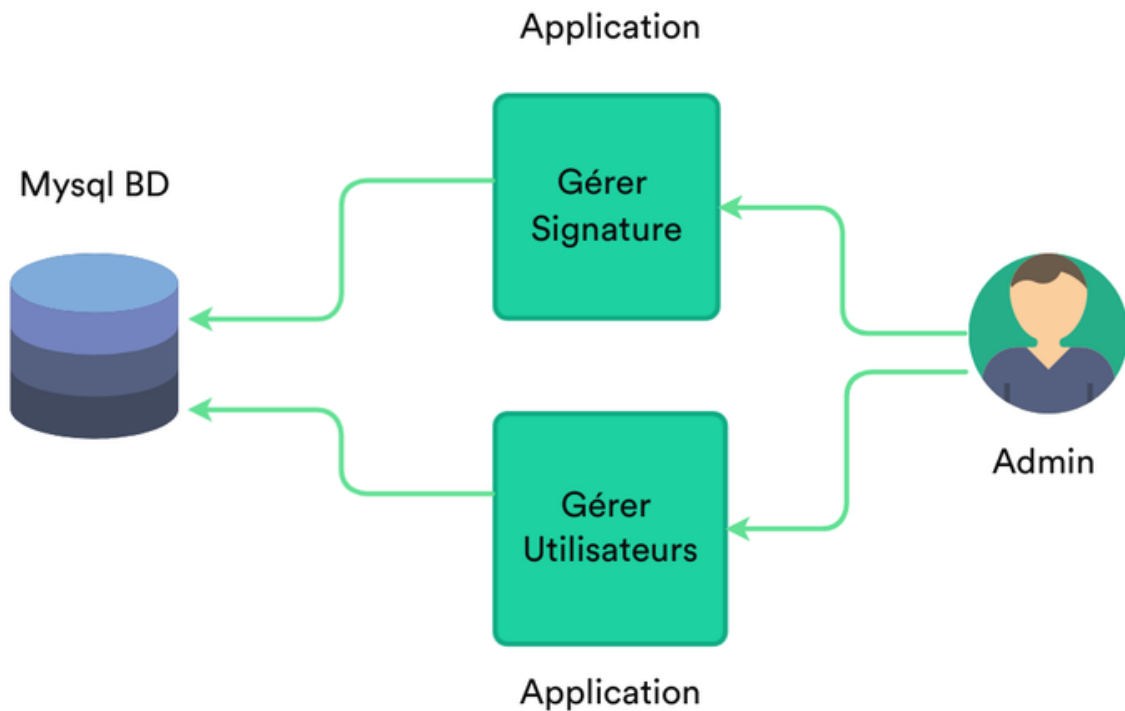 Application
Mysql BD
Gérer
Signature
Admin
Gérer
Utilisateurs
Application